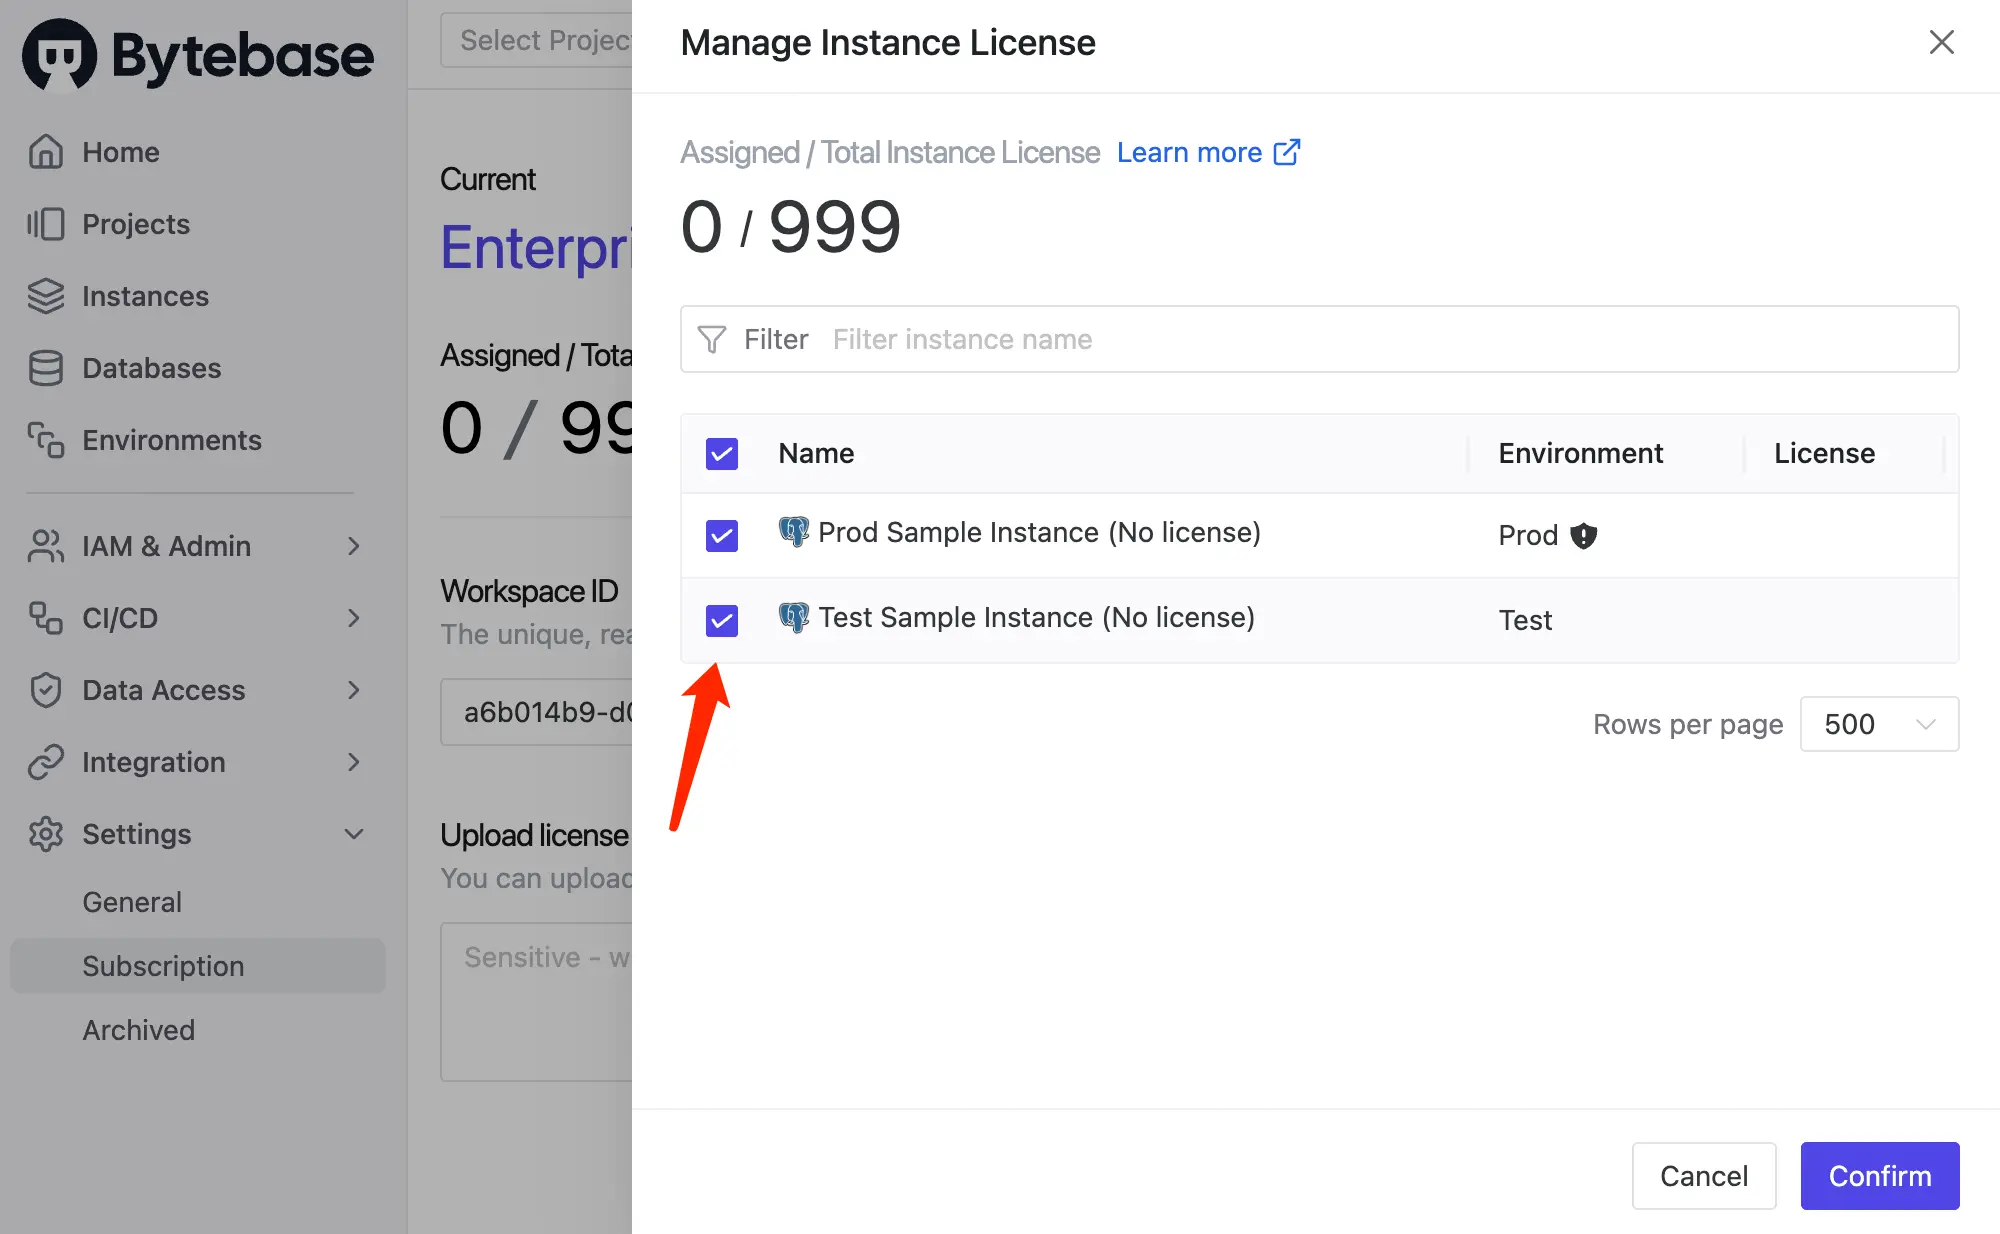 Bytebase
Home
Projects
Instances
Databases
Environments
IAM & Admin
CI/CD
Data Access
Integration
Settings
General
Subscription
Archived
Select Projec
Current
Enterpri
Assigned / Tota
0 / 99
Workspace ID
The unique, rea
a6b014b9-d0
Upload license
You can upload
Sensitive - w
Manage Instance License
Assigned / Total Instance License Learn more
0 / 999
Filter Filter instance name
Name Environment License
Prod Sample Instance (No license) Prod
Test Sample Instance (No license) Test
Rows per page 500
Cancel Confirm